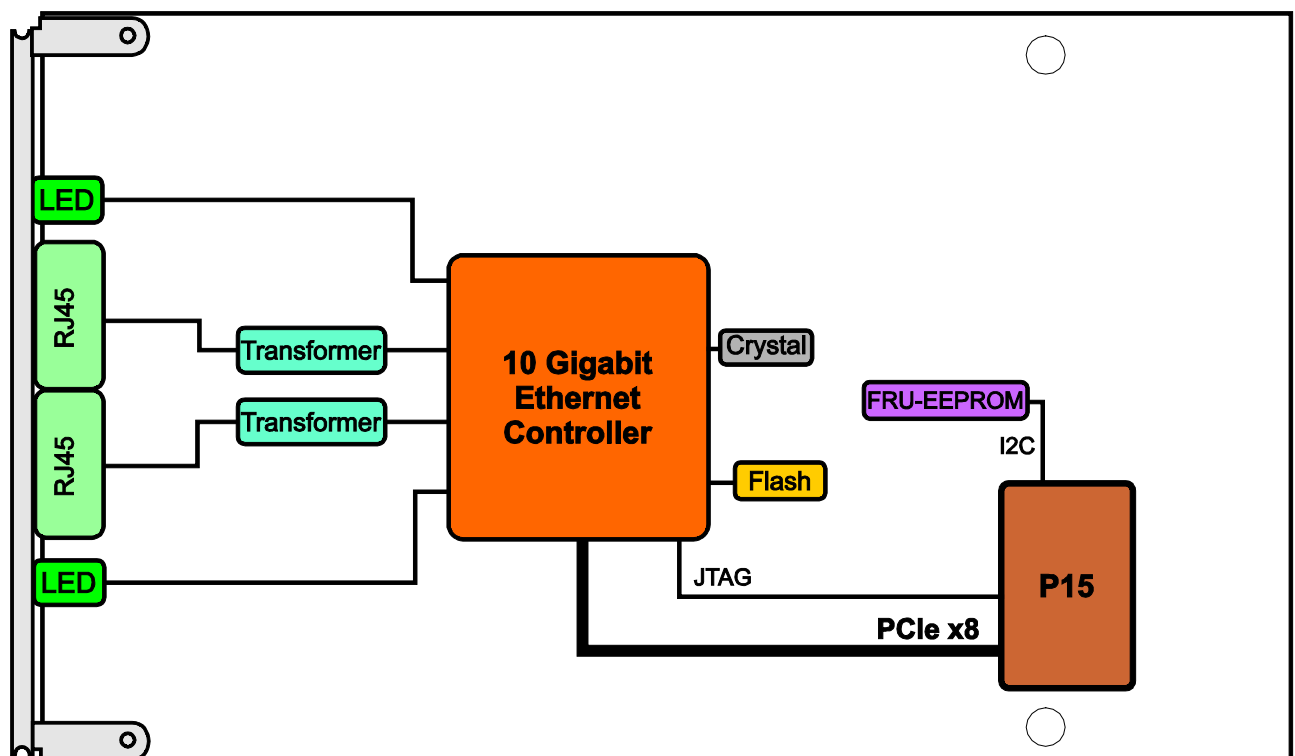 LED
RJ45
Transformer
10 Gigabit
Ethernet
Controller
Crystal
FRU-EEPROM
I2C
Transformer
RJ45
Flash
LED
JTAG
P15
PCIe x8